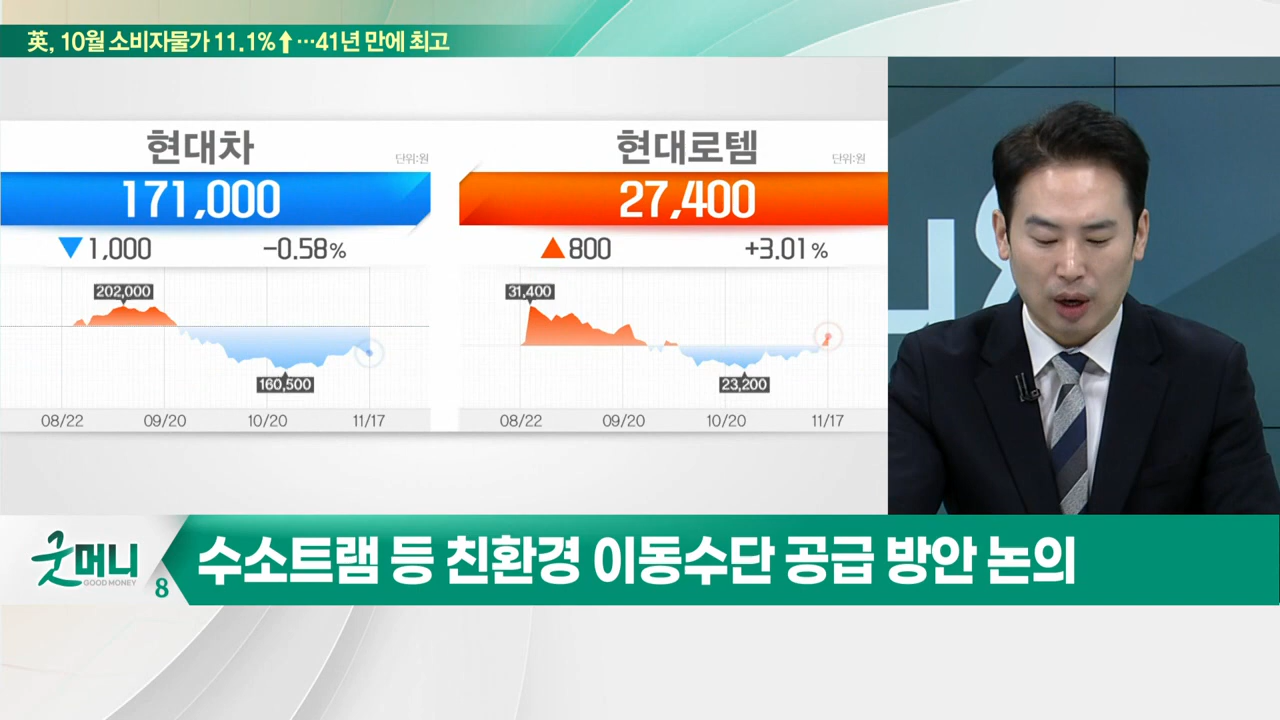 英, 10월 소비자물가 11.1%⬆…41년 만에 최고
현대차
단위:원
171,000
▼1,000 -0.58%
202,000
160,500
08/22 09/20 10/20 11/17
현대로템
단위:원
27,400
▲800 +3.01%
31,400
23,200
08/22 09/20 10/20 11/17
굿머니
GOOD MONEY
8
수소트램 등 친환경 이동수단 공급 방안 논의